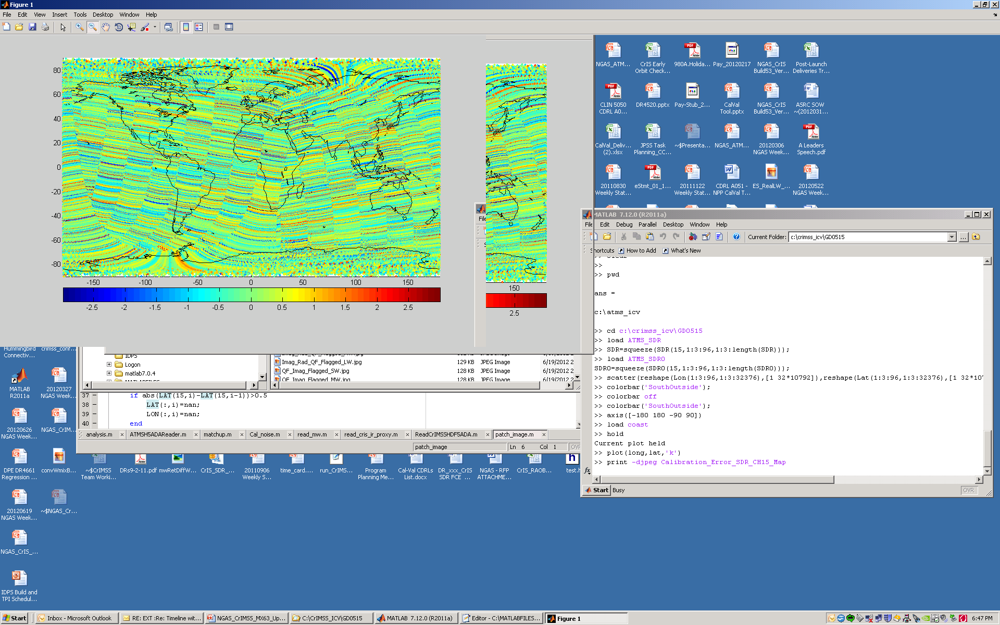 Figure 1
File Edit View Insert Tools Desktop Window Help
80
60
40
20
0
-20
-40
-60
-80
-150 -100 -50 0 50 100 150
-2.5 -2 -1.5 -1 -0.5 0 0.5 1 1.5 2 2.5
150
2.5
File
NGAS_ATM...
CrIS Early
Orbit Check...
980A.Holida...
Pay_20120217
NGAS_CrIS
Build53_Ver...
Post-Launch
Deliveries Tr...
CLIN 5050
CDRL A0...
DR4520.pptx
Pay-Stub_2...
CalVal
Tool.pptx
NGAS_CrIS
Build53_Ver...
ASRC SOW
~(2012031...
CalVal_Deliv...
(2).xlsx
JPSS Task
Planning_CC...
~$Presenta...
NGAS_ATM...
20120306
NGAS Week...
A Leaders
Speech.pdf
20110830
Weekly Stat...
eStmt_01_1...
20111122
Weekly Stat...
CDRL A051 -
NPP CalVal T...
ES_RealLW_...
20120522
NGAS Week...
MATLAB 7.12.0 (R2011a)
File Edit Debug Parallel Desktop Window Help
Current Folder: c:\crimss_icv\GD0515
Shortcuts How to Add What's New
>> clear
>>
>> pwd
ans =
c:\atms_icv
>> cd c:\crimss_icv\GD0515
>> load ATMS_SDR
>> SDR=squeeze(SDR(15,1:3:96,1:3:length(SDR)));
>> load ATMS_SDRO
SDRO=squeeze(SDRO(15,1:3:96,1:3:length(SDRO)));
>> scatter(reshape(Lon(1:3:96,1:3:32376),[1 32*10792]),reshape(Lat(1:3:96,1:3:32376),[1 32*10
>> colorbar('SouthOutside');
>> colorbar off
>> colorbar('SouthOutside');
>> axis([-180 180 -90 90])
>> load coast
>> hold
Current plot held
>> plot(long,lat,'k')
>> print -djpeg Calibration_Error_SDR_CH15_Map
fx
Start Busy
OVR
Hummingbird
Connectiv...
crimss_conf...
IDPS
Logon
matlab7.0.4
Imag_Rad_QF_Flagged_LW.jpg 129 KB JPEG Image 6/19/2012 2
QF_Imag_Flagged_SW.jpg 128 KB JPEG Image 6/19/2012 2
QF_Imag_Flagged_MW.jpg 128 KB JPEG Image 6/19/2012 2
37 - if abs(LAT(15,i)-LAT(15,i-1))>0.5
38 - LAT(:,i)=nan;
39 - LON(:,i)=nan;
40 - end
analysis.m ATMSH5ADAReader.m matchup.m Cal_noise.m read_mw.m read_cris_ir_proxy.m ReadCrIMSSHDF5ADA.m patch_image.m
patch_image Ln 6 Col 1 OVR
MATLAB
R2011a
20120327
NGAS Week...
20120626
NGAS Week...
NGAS_CrIM...
DPE DR4661
Regression ...
convWmixB...
~$CrIMSS
Team Worki...
DRs9-2-11.pdf
mwRetDiffW...
CrIS_SDR_...
20110906
Weekly S...
time_card....
run_CrIMS...
Program
Planning Me...
Cal-Val CDRLs
List.docx
DR_xxx_CrIS
SDR FCE ...
NGAS - RFP
ATTACHME...
CrIS_RAOB...
test.h
20120619
NGAS Week...
~$NGAS_Cr...
NGAS_CrIS_...
IDPS Build and
TPI Schedul...
Start Inbox - Microsoft Outlook RE: EXT :Re: Timeline wit... NGAS_CrIMSS_MX63_Up... C:\CrIMSS_ICV\GD0515 MATLAB 7.12.0 (R2011a) Editor - C:\MATLABFILES... Figure 1 6:47 PM